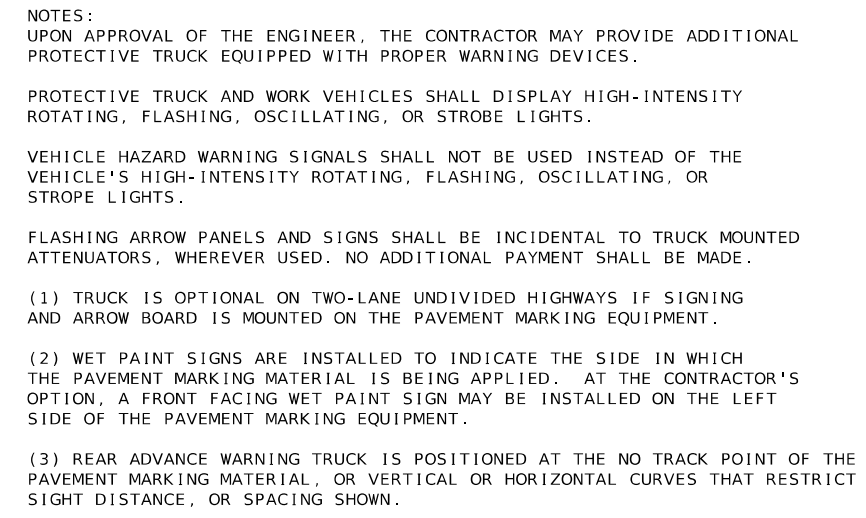 NOTES:
UPON APPROVAL OF THE ENGINEER, THE CONTRACTOR MAY PROVIDE ADDITIONAL
PROTECTIVE TRUCK EQUIPPED WITH PROPER WARNING DEVICES.
PROTECTIVE TRUCK AND WORK VEHICLES SHALL DISPLAY HIGH-INTENSITY
ROTATING, FLASHING, OSCILLATING, OR STROBE LIGHTS.
VEHICLE HAZARD WARNING SIGNALS SHALL NOT BE USED INSTEAD OF THE
VEHICLE'S HIGH-INTENSITY ROTATING, FLASHING, OSCILLATING, OR
STROPE LIGHTS.
FLASHING ARROW PANELS AND SIGNS SHALL BE INCIDENTAL TO TRUCK MOUNTED
ATTENUATORS, WHEREVER USED. NO ADDITIONAL PAYMENT SHALL BE MADE.
(1) TRUCK IS OPTIONAL ON TWO-LANE UNDIVIDED HIGHWAYS IF SIGNING
AND ARROW BOARD IS MOUNTED ON THE PAVEMENT MARKING EQUIPMENT.
(2) WET PAINT SIGNS ARE INSTALLED TO INDICATE THE SIDE IN WHICH
THE PAVEMENT MARKING MATERIAL IS BEING APPLIED. AT THE CONTRACTOR'S
OPTION, A FRONT FACING WET PAINT SIGN MAY BE INSTALLED ON THE LEFT
SIDE OF THE PAVEMENT MARKING EQUIPMENT.
(3) REAR ADVANCE WARNING TRUCK IS POSITIONED AT THE NO TRACK POINT OF THE
PAVEMENT MARKING MATERIAL, OR VERTICAL OR HORIZONTAL CURVES THAT RESTRICT
SIGHT DISTANCE, OR SPACING SHOWN.